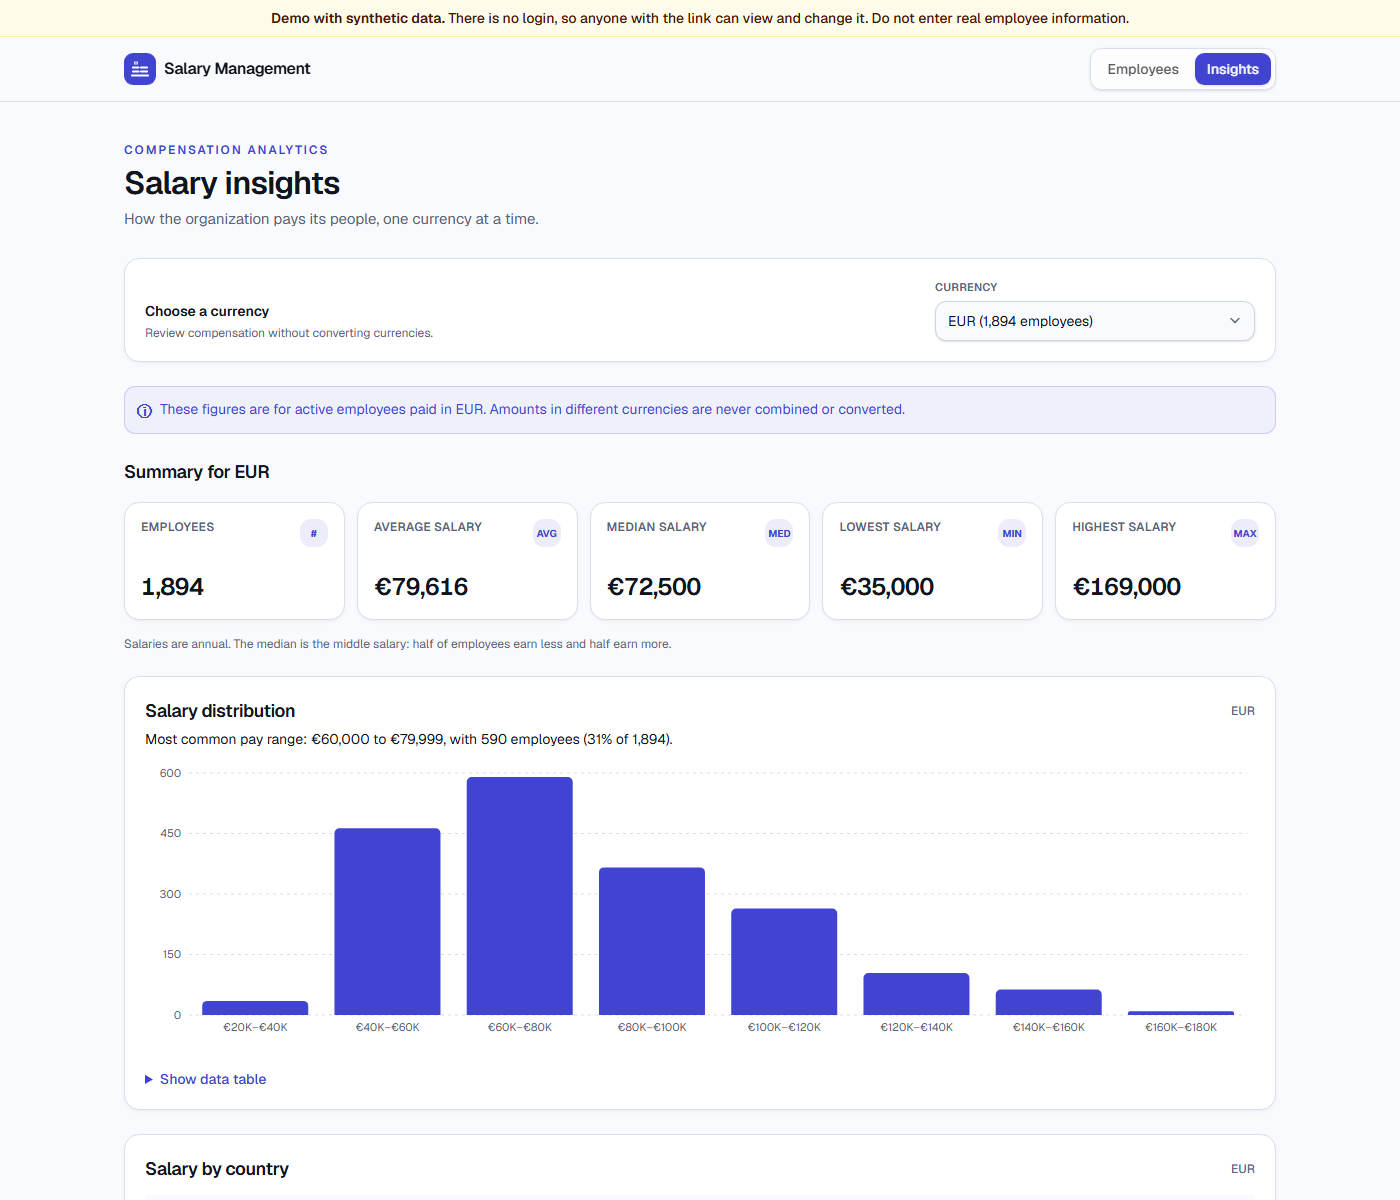 Demo with synthetic data. There is no login, so anyone with the link can view and change it. Do not enter real employee information.
Salary Management
Employees
Insights
COMPENSATION ANALYTICS
Salary insights
How the organization pays its people, one currency at a time.
Choose a currency
Review compensation without converting currencies.
CURRENCY
EUR (1,894 employees)
These figures are for active employees paid in EUR. Amounts in different currencies are never combined or converted.
Summary for EUR
EMPLOYEES
#
1,894
AVERAGE SALARY
AVG
€79,616
MEDIAN SALARY
MED
€72,500
LOWEST SALARY
MIN
€35,000
HIGHEST SALARY
MAX
€169,000
Salaries are annual. The median is the middle salary: half of employees earn less and half earn more.
Salary distribution
EUR
Most common pay range: €60,000 to €79,999, with 590 employees (31% of 1,894).
600
450
300
150
0
€20K–€40K
€40K–€60K
€60K–€80K
€80K–€100K
€100K–€120K
€120K–€140K
€140K–€160K
€160K–€180K
Show data table
Salary by country
EUR